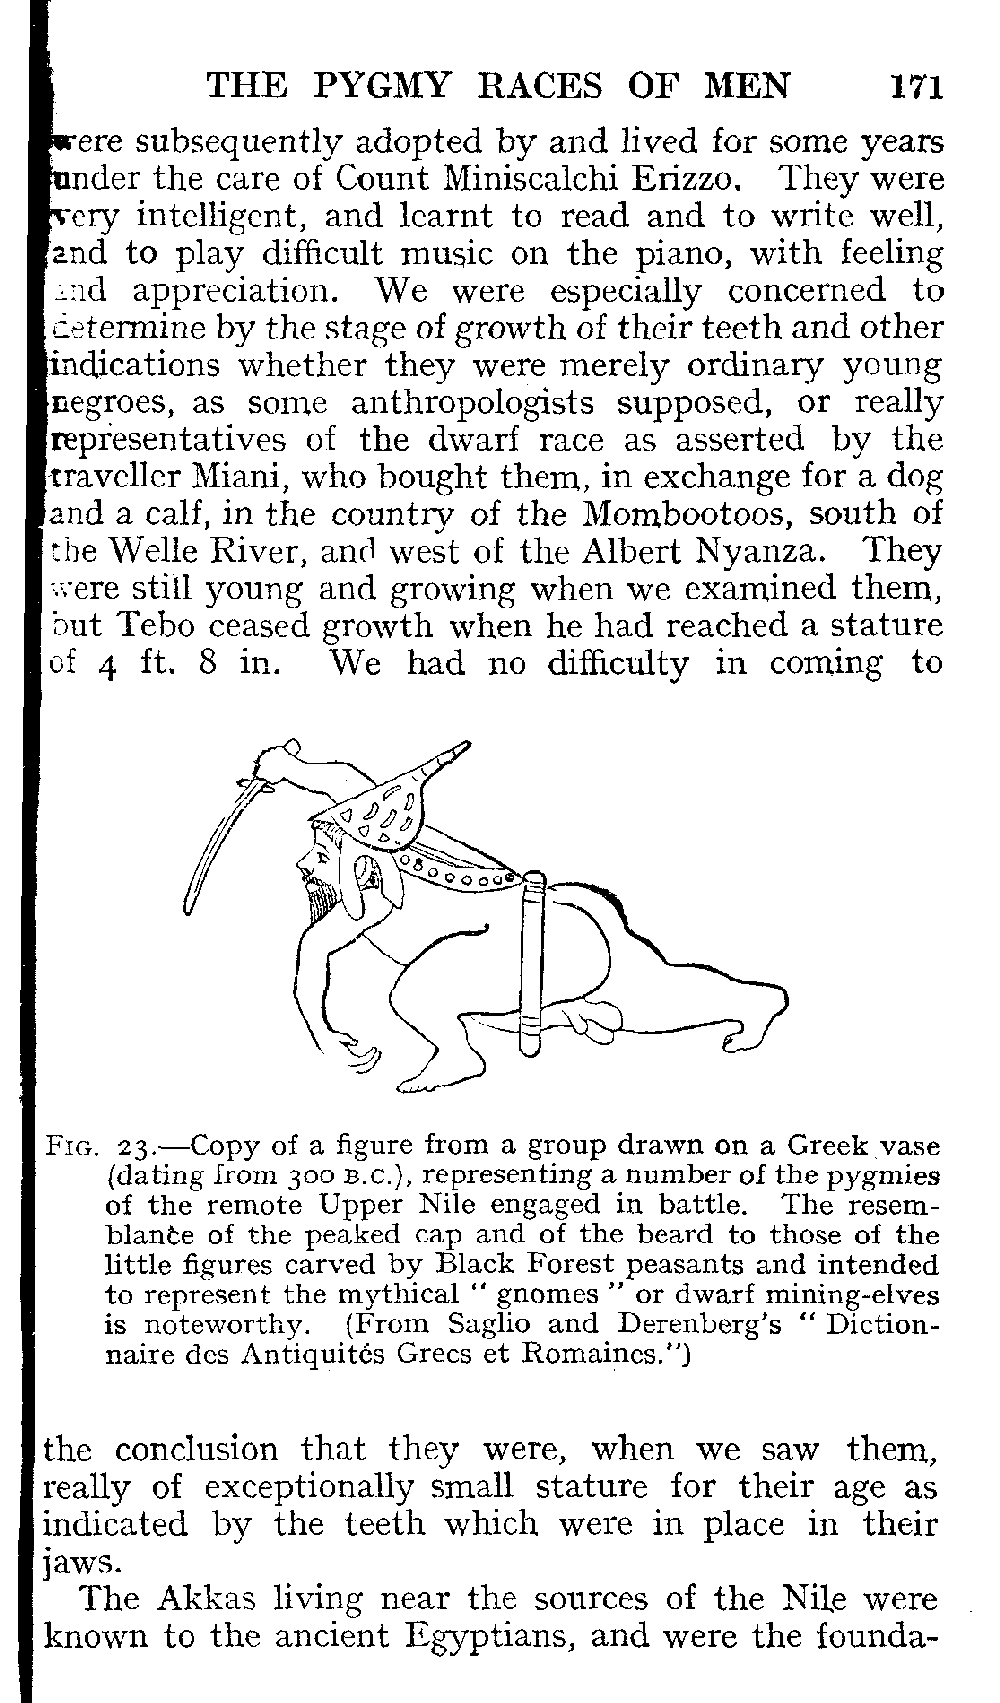 THE PYGMY RACES OF MEN 171
were subsequently adopted by and lived for some years
under the care of Count Miniscalchi Erizzo. They were
very intelligent, and learnt to read and to write well,
and to play difficult music on the piano, with feeling
and appreciation. We were especially concerned to
determine by the stage of growth of their teeth and other
indications whether they were merely ordinary young
negroes, as some anthropologists supposed, or really
representatives of the dwarf race as asserted by the
traveller Miani, who bought them, in exchange for a dog
and a calf, in the country of the Mombootoos, south of
the Welle River, and west of the Albert Nyanza. They
were still young and growing when we examined them,
but Tebo ceased growth when he had reached a stature
of 4 ft. 8 in. We had no difficulty in coming to
FIG. 23.—Copy of a figure from a group drawn on a Greek vase
(dating from 300 B.C.), representing a number of the pygmies
of the remote Upper Nile engaged in battle. The resem-
blance of the peaked cap and of the beard to those of the
little figures carved by Black Forest peasants and intended
to represent the mythical " gnomes " or dwarf mining-elves
is noteworthy. (From Saglio and Derenberg's " Diction-
naire des Antiquités Grecs et Romaines.")
the conclusion that they were, when we saw them,
really of exceptionally small stature for their age as
indicated by the teeth which were in place in their
jaws.
The Akkas living near the sources of the Nile were
known to the ancient Egyptians, and were the founda-